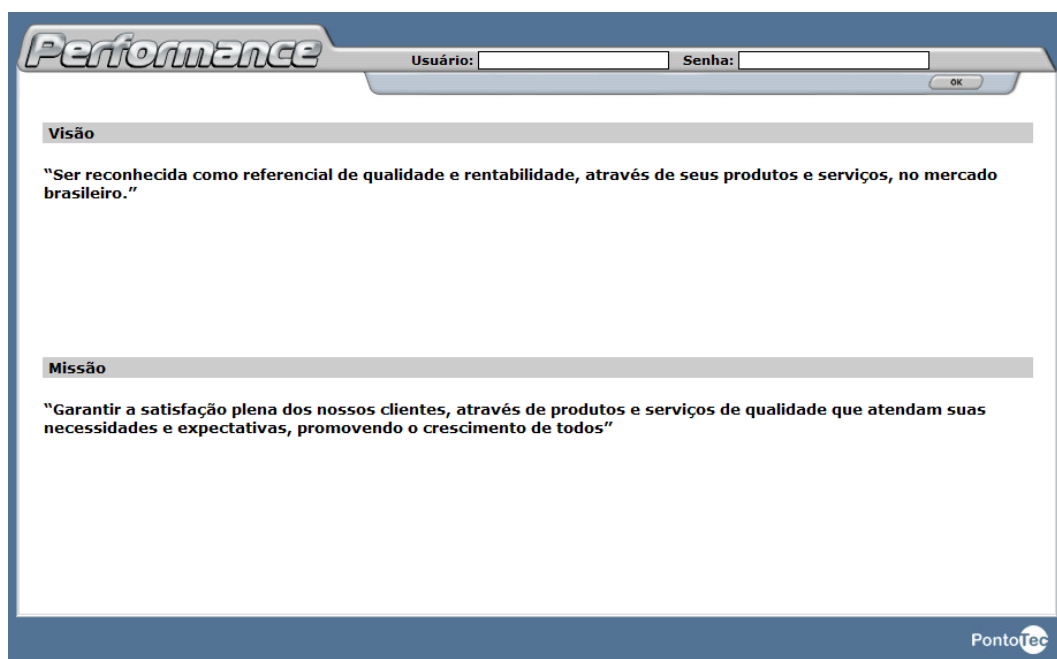 Performance
Usuário: Senha:
OK
Visão
“Ser reconhecida como referencial de qualidade e rentabilidade, através de seus produtos e serviços, no mercado
brasileiro.”
Missão
“Garantir a satisfação plena dos nossos clientes, através de produtos e serviços de qualidade que atendam suas
necessidades e expectativas, promovendo o crescimento de todos”
PontoTec